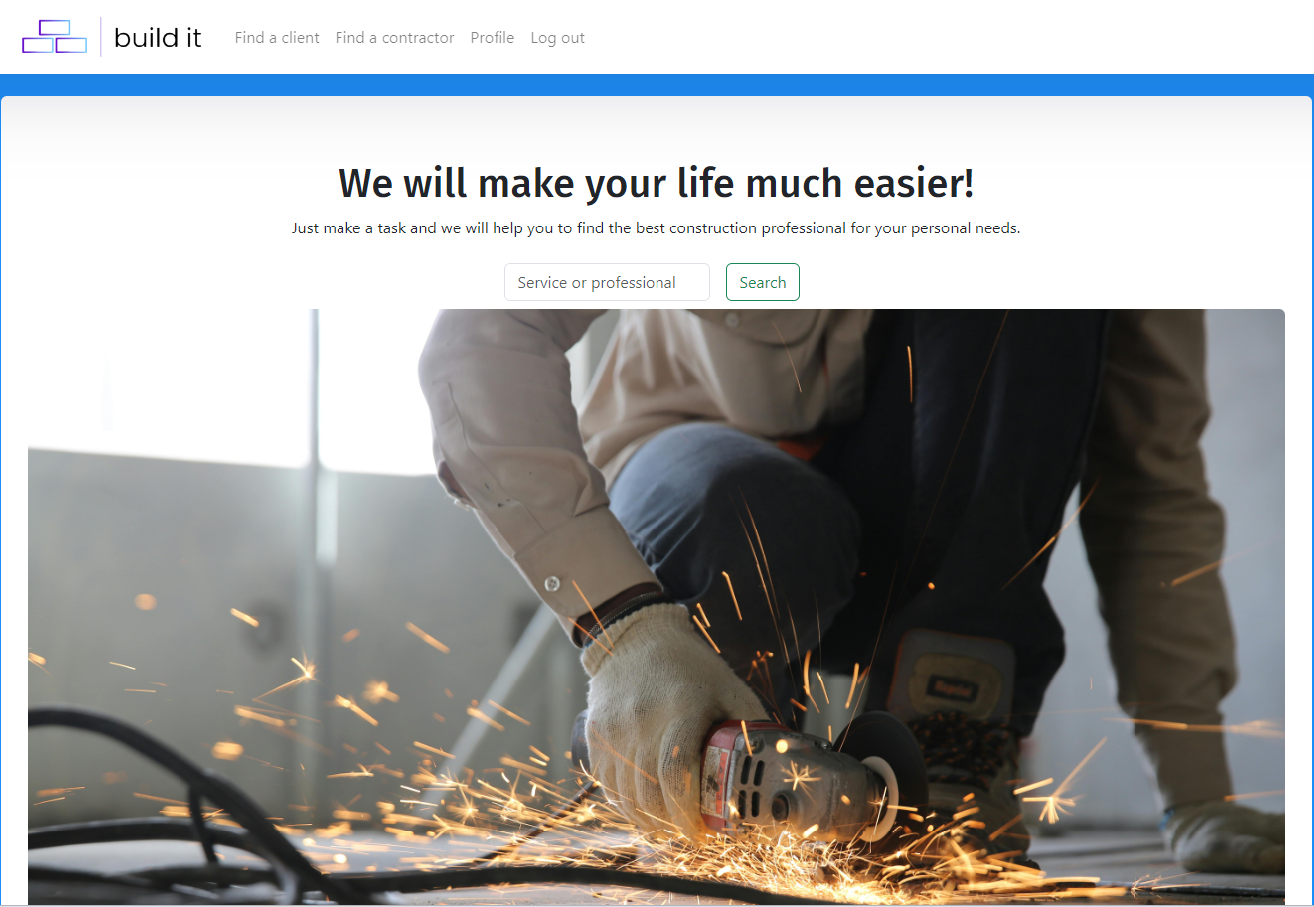 build it
Find a client
Find a contractor
Profile
Log out
We will make your life much easier!
Just make a task and we will help you to find the best construction professional for your personal needs.
Service or professional
Search